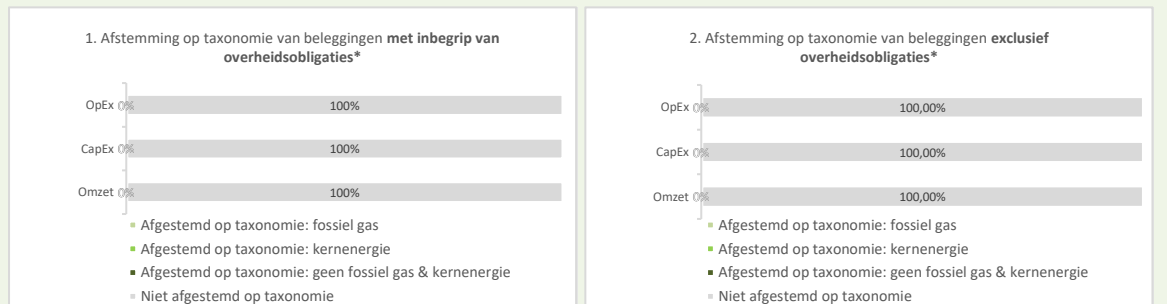 1. Afstemming op taxonomie van beleggingen met inbegrip van
overheidsobligaties*
OpEx 0% 100%
CapEx 0% 100%
Omzet 0% 100%
Afgestemd op taxonomie: fossiel gas
Afgestemd op taxonomie: kernenergie
Afgestemd op taxonomie: geen fossiel gas & kernenergie
Niet afgestemd op taxonomie
2. Afstemming op taxonomie van beleggingen exclusief
overheidsobligaties*
OpEx 0% 100,00%
CapEx 0% 100,00%
Omzet 0% 100,00%
Afgestemd op taxonomie: fossiel gas
Afgestemd op taxonomie: kernenergie
Afgestemd op taxonomie: geen fossiel gas & kernenergie
Niet afgestemd op taxonomie